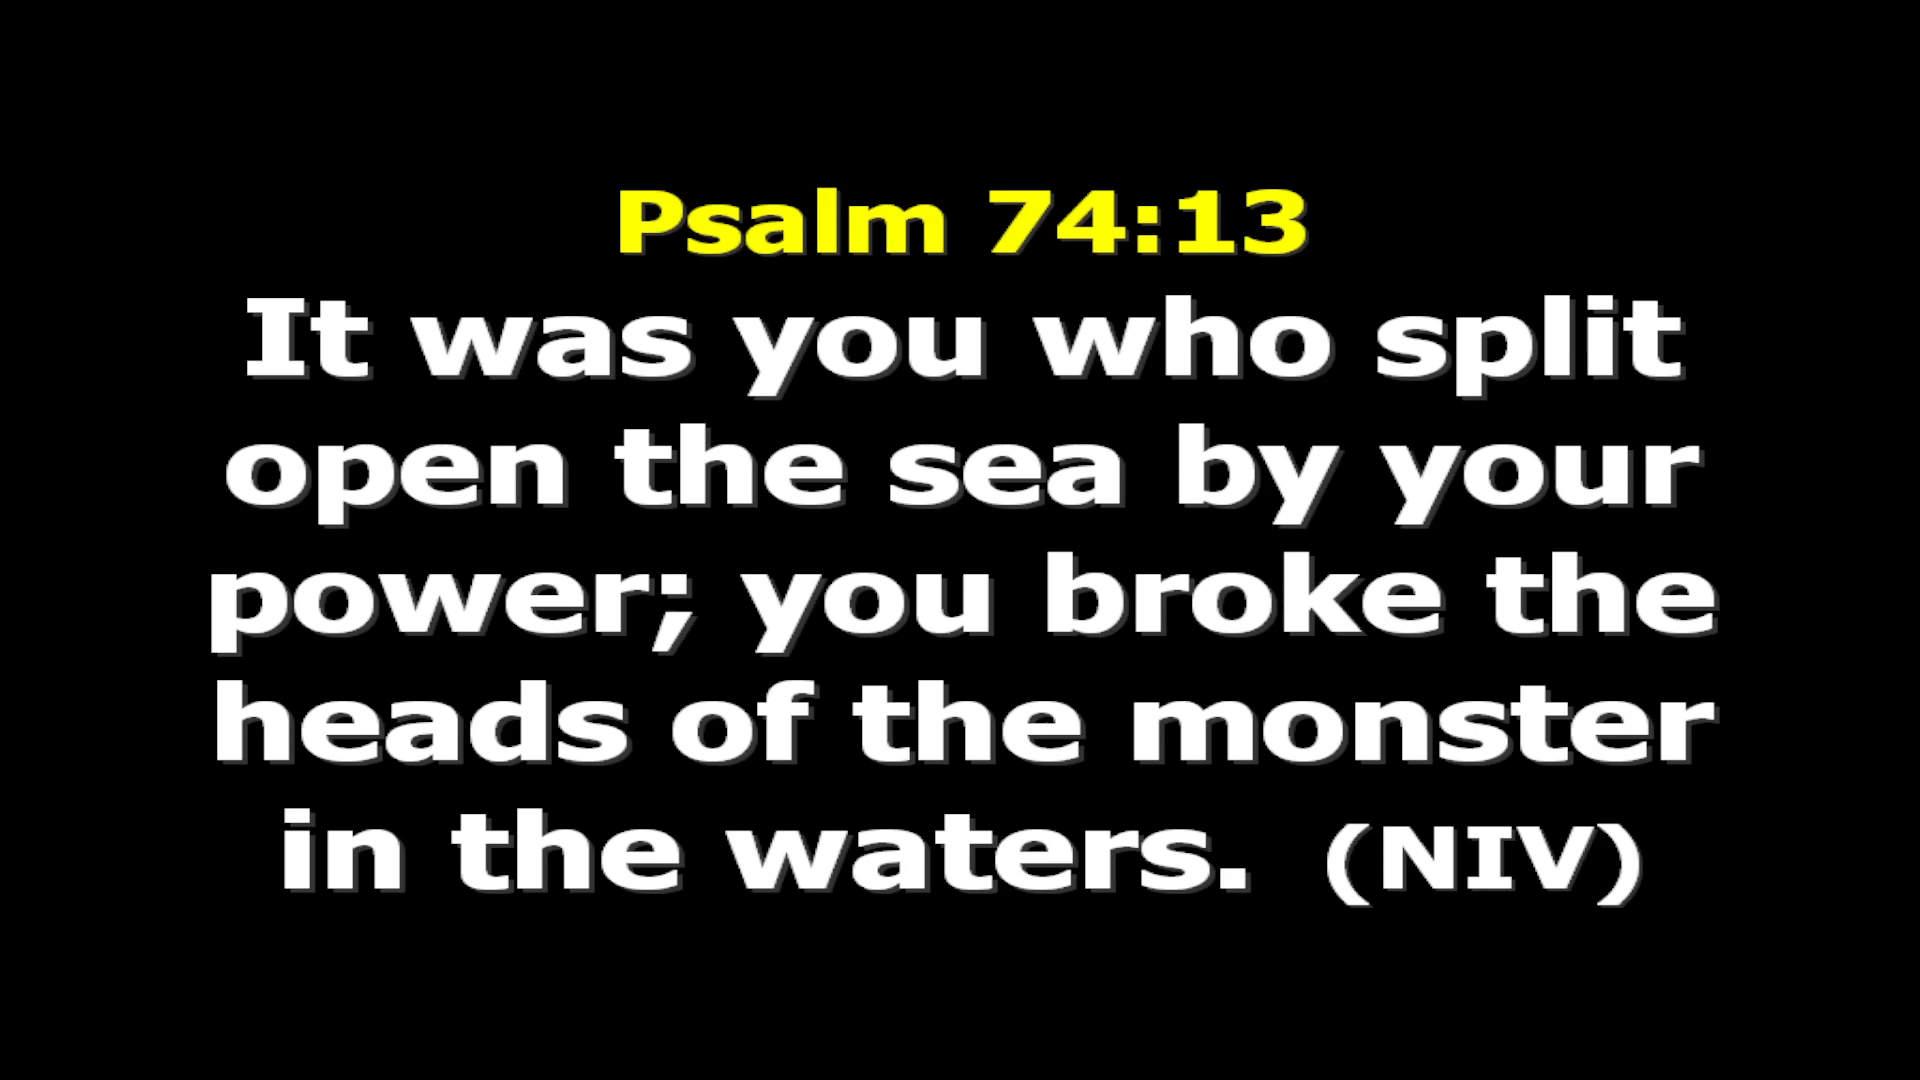 Psalm 74:13
It was you who split
open the sea by your
power; you broke the
heads of the monster
in the waters. (NIV)